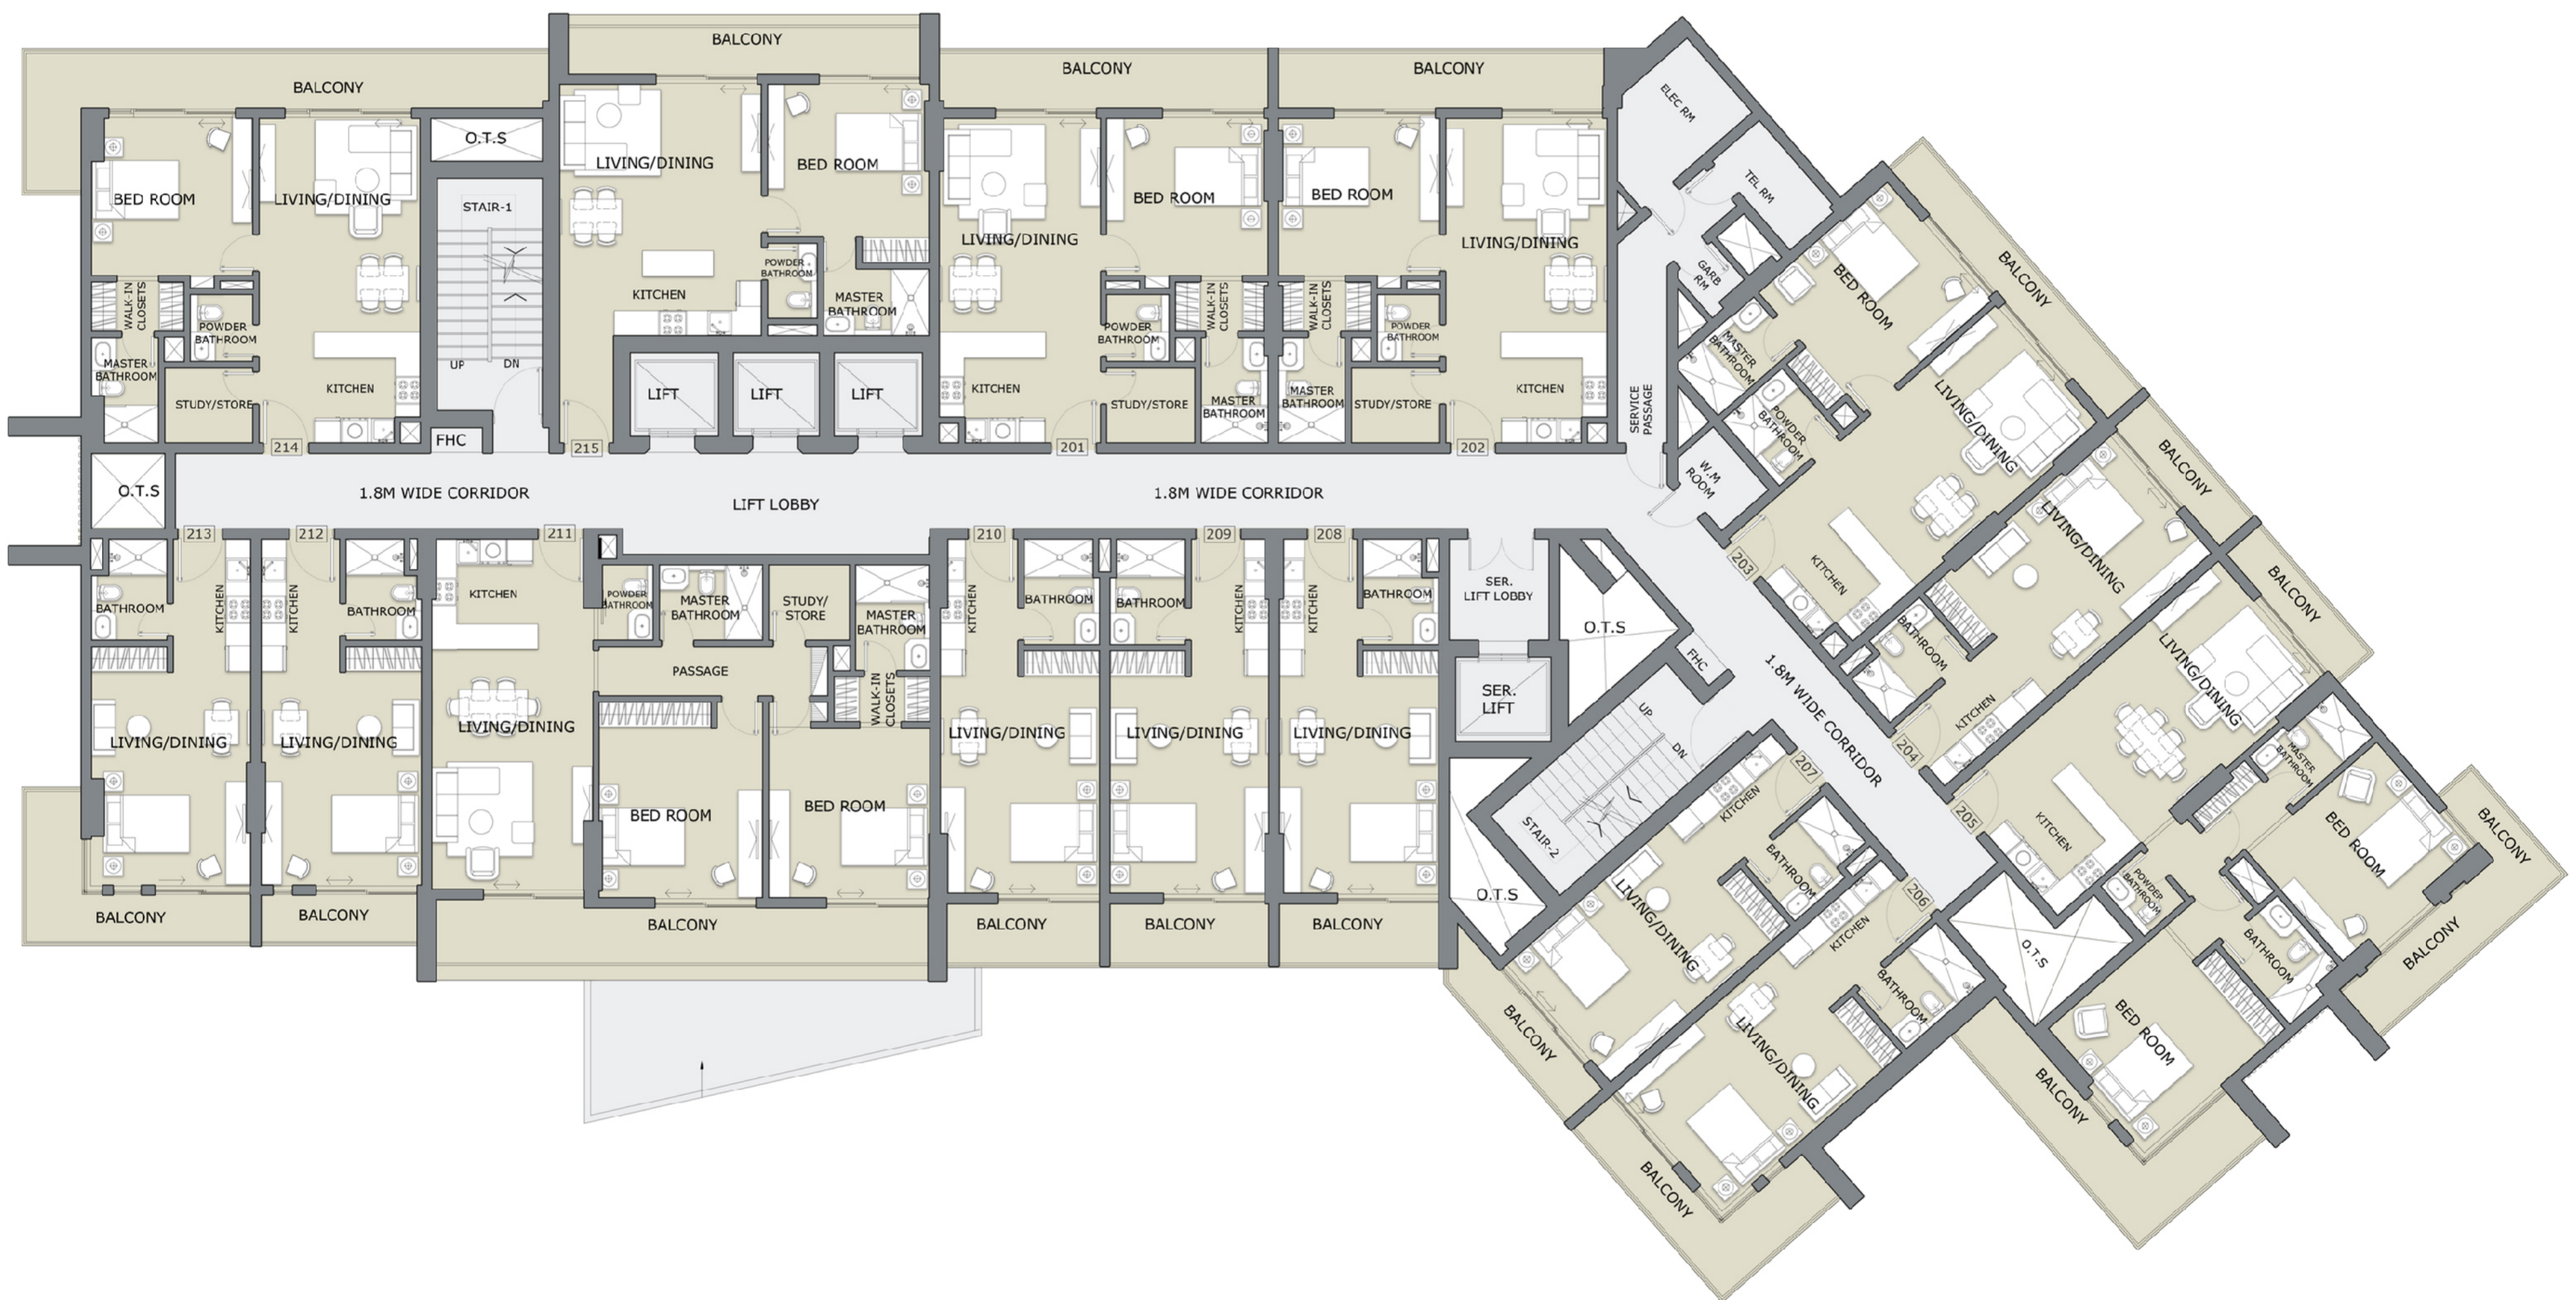 BALCONY
BALCONY
BALCONY
BALCONY
ELEC RM
TEL RM
GARB
RM
O.T.S
STAIR-1
UP
DN
FHC
BED ROOM
LIVING/DINING
WALK-IN
CLOSETS
POWDER
BATHROOM
MASTER
BATHROOM
STUDY/STORE
KITCHEN
214
LIVING/DINING
BED ROOM
KITCHEN
POWDER
BATHROOM
MASTER
BATHROOM
LIFT
LIFT
LIFT
215
LIVING/DINING
BED ROOM
KITCHEN
POWDER
BATHROOM
WALK-IN
CLOSETS
STUDY/STORE
MASTER
BATHROOM
201
BED ROOM
LIVING/DINING
WALK-IN
CLOSETS
POWDER
BATHROOM
MASTER
BATHROOM
STUDY/STORE
KITCHEN
202
SERVICE
PASSAGE
W.M
ROOM
O.T.S
1.8M WIDE CORRIDOR
LIFT LOBBY
1.8M WIDE CORRIDOR
BALCONY
BED ROOM
MASTER
BATHROOM
POWDER
BATHROOM
LIVING/DINING
KITCHEN
203
BALCONY
LIVING/DINING
BATHROOM
KITCHEN
204
BALCONY
LIVING/DINING
KITCHEN
205
MASTER
BATHROOM
BED ROOM
POWDER
BATHROOM
BATHROOM
BED ROOM
BALCONY
BALCONY
BALCONY
O.T.S
1.8M WIDE CORRIDOR
213
BATHROOM
KITCHEN
LIVING/DINING
BALCONY
212
KITCHEN
BATHROOM
LIVING/DINING
BALCONY
211
KITCHEN
LIVING/DINING
POWDER
BATHROOM
MASTER
BATHROOM
STUDY/
STORE
MASTER
BATHROOM
PASSAGE
WALK-IN
CLOSETS
BED ROOM
BED ROOM
BALCONY
210
KITCHEN
BATHROOM
LIVING/DINING
BALCONY
209
BATHROOM
KITCHEN
LIVING/DINING
BALCONY
208
KITCHEN
BATHROOM
LIVING/DINING
BALCONY
SER.
LIFT LOBBY
SER.
LIFT
O.T.S
FHC
UP
DN
STAIR-2
O.T.S
207
KITCHEN
BATHROOM
LIVING/DINING
BALCONY
206
KITCHEN
BATHROOM
LIVING/DINING
BALCONY